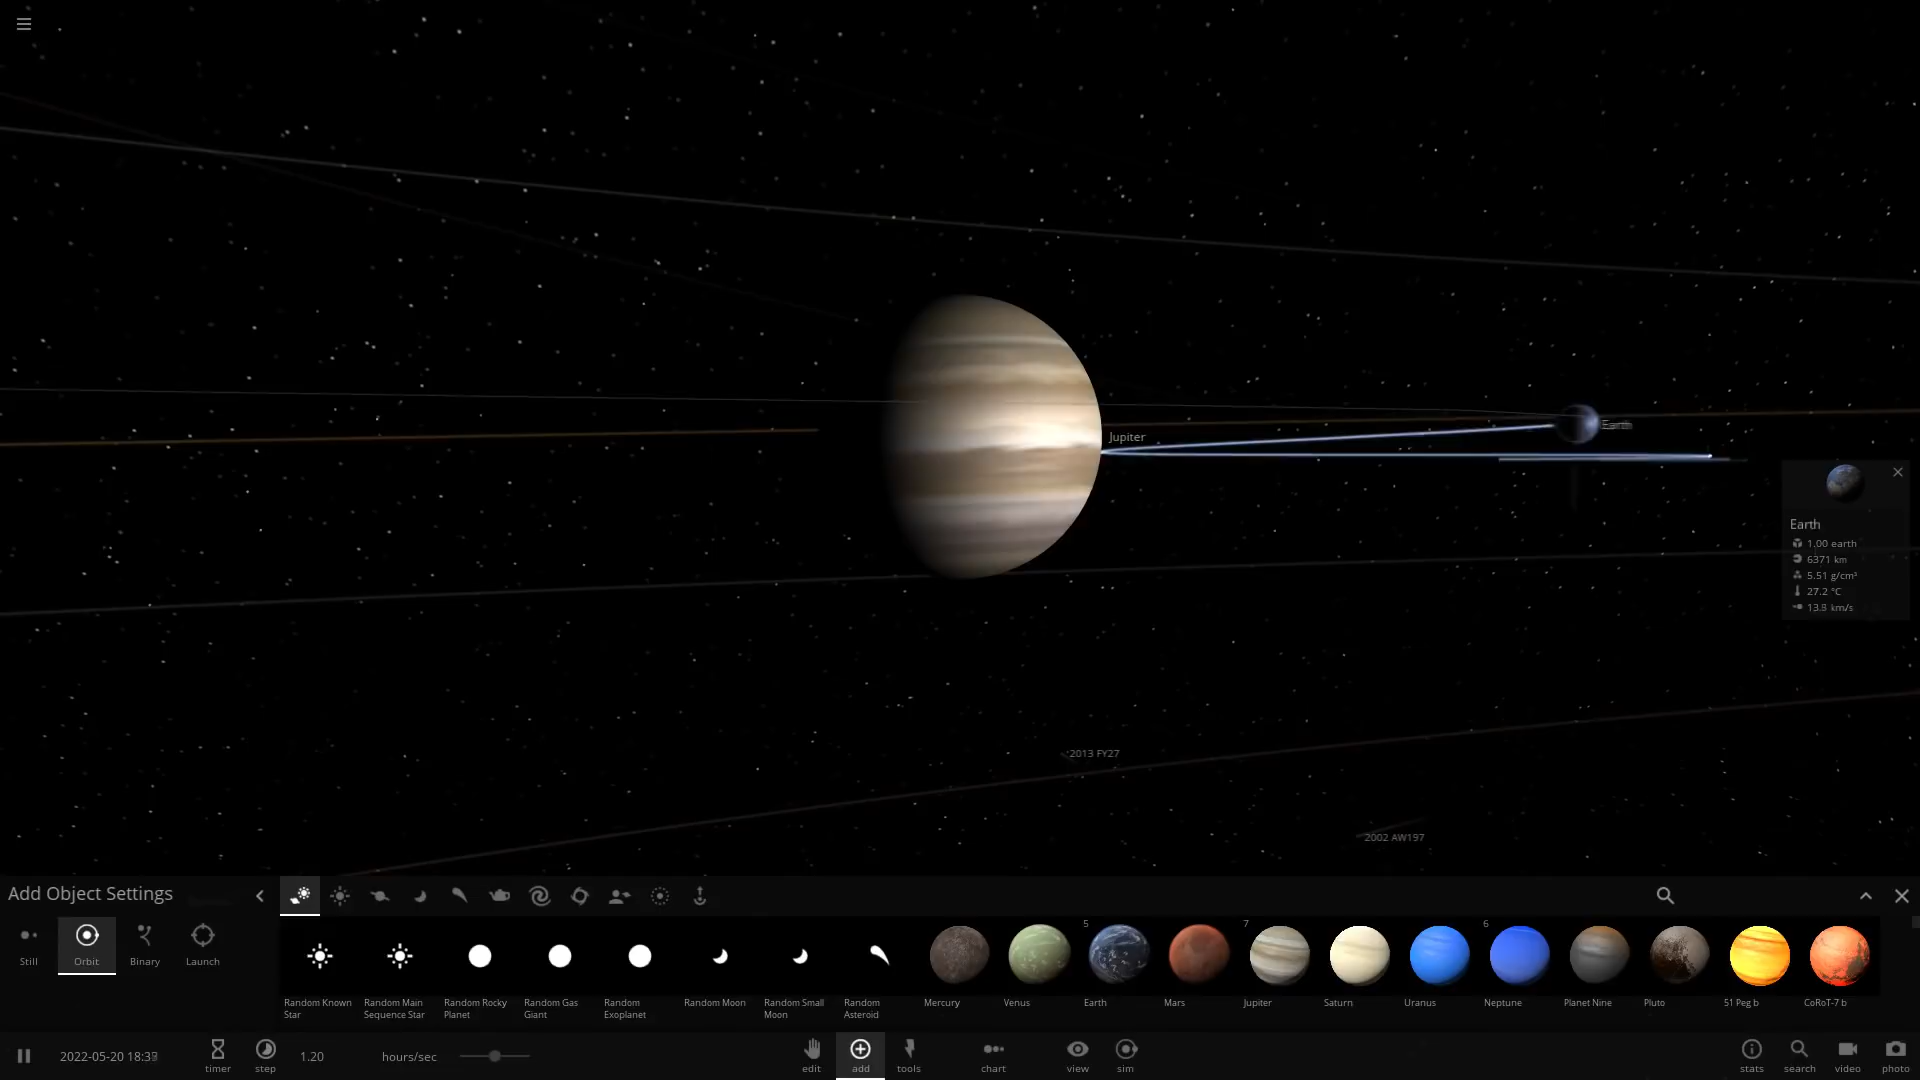 Jupiter
Earth
Earth
1.00 earth
6371 km
5.51 g/cm³
27.2 °C
13.8 km/s
2013 FY27
2002 AW197
Add Object Settings
Still
Orbit
Binary
Launch
5
7
6
Random Known Star
Random Main Sequence Star
Random Rocky Planet
Random Gas Giant
Random Exoplanet
Random Moon
Random Small Moon
Random Asteroid
Mercury
Venus
Earth
Mars
Jupiter
Saturn
Uranus
Neptune
Planet Nine
Pluto
51 Peg b
CoRoT-7 b
2022-05-20
timer
step
1.20
hours/sec
edit
add
tools
chart
view
sim
stats
search
video
photo